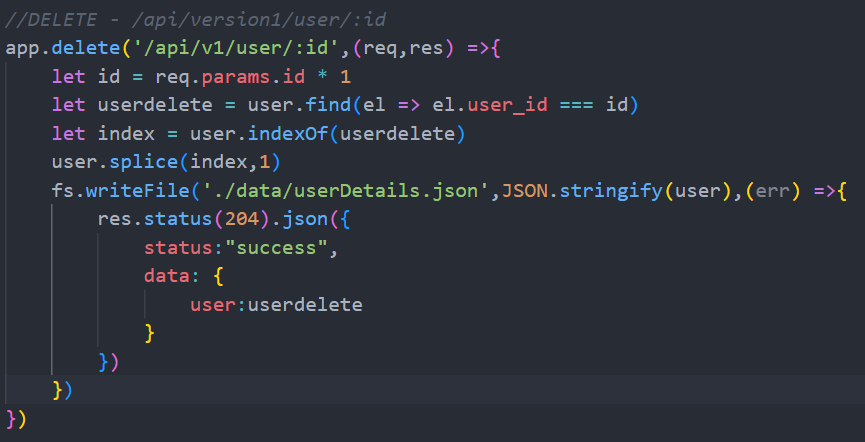 //DELETE - /api/version1/user/:id
app.delete('/api/v1/user/:id',(req,res) =>{
let id = req.params.id * 1
let userdelete = user.find(el => el.user_id === id)
let index = user.indexOf(userdelete)
user.splice(index,1)
fs.writeFile('./data/userDetails.json',JSON.stringify(user),(err) =>{
res.status(204).json({
status:"success",
data: {
user:userdelete
}
})
})
})